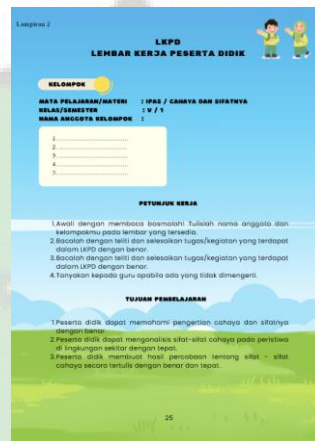 Lampiran 2
LKPD
LEMBAR KERJA PESERTA DIDIK
KELOMPOK
MATA PELAJARAN/MATERI : IPAS / CAHAYA DAN SIFATNYA
KELAS/SEMESTER : V / 1
NAMA ANGGOTA KELOMPOK :
1.
2.
3.
4.
5.
PETUNJUK KERJA
1.Awali dengan membaca basmalah! Tulislah nama anggota dan
kelompokmu pada lembar yang tersedia.
2.Bacalah dengan teliti dan selesaikan tugas/kegiatan yang terdapat
dalam LKPD dengan benar.
3.Bacalah dengan teliti dan selesaikan tugas/kegiatan yang terdapat
dalam LKPD dengan benar.
4.Tanyakan kepada guru apabila ada yang tidak dimengerti.
TUJUAN PEMBELAJARAN
1.Peserta didik dapat memahami pengertian cahaya dan sifatnya
dengan benar
2.Peserta didik dapat menganalisis sifat-sifat cahaya pada peristiwa
di lingkungan sekitar dengan tepat.
3.Peserta didik membuat hasil percobaan tentang sifat - sifat
cahaya secara tertulis dengan benar dan tepat.
25